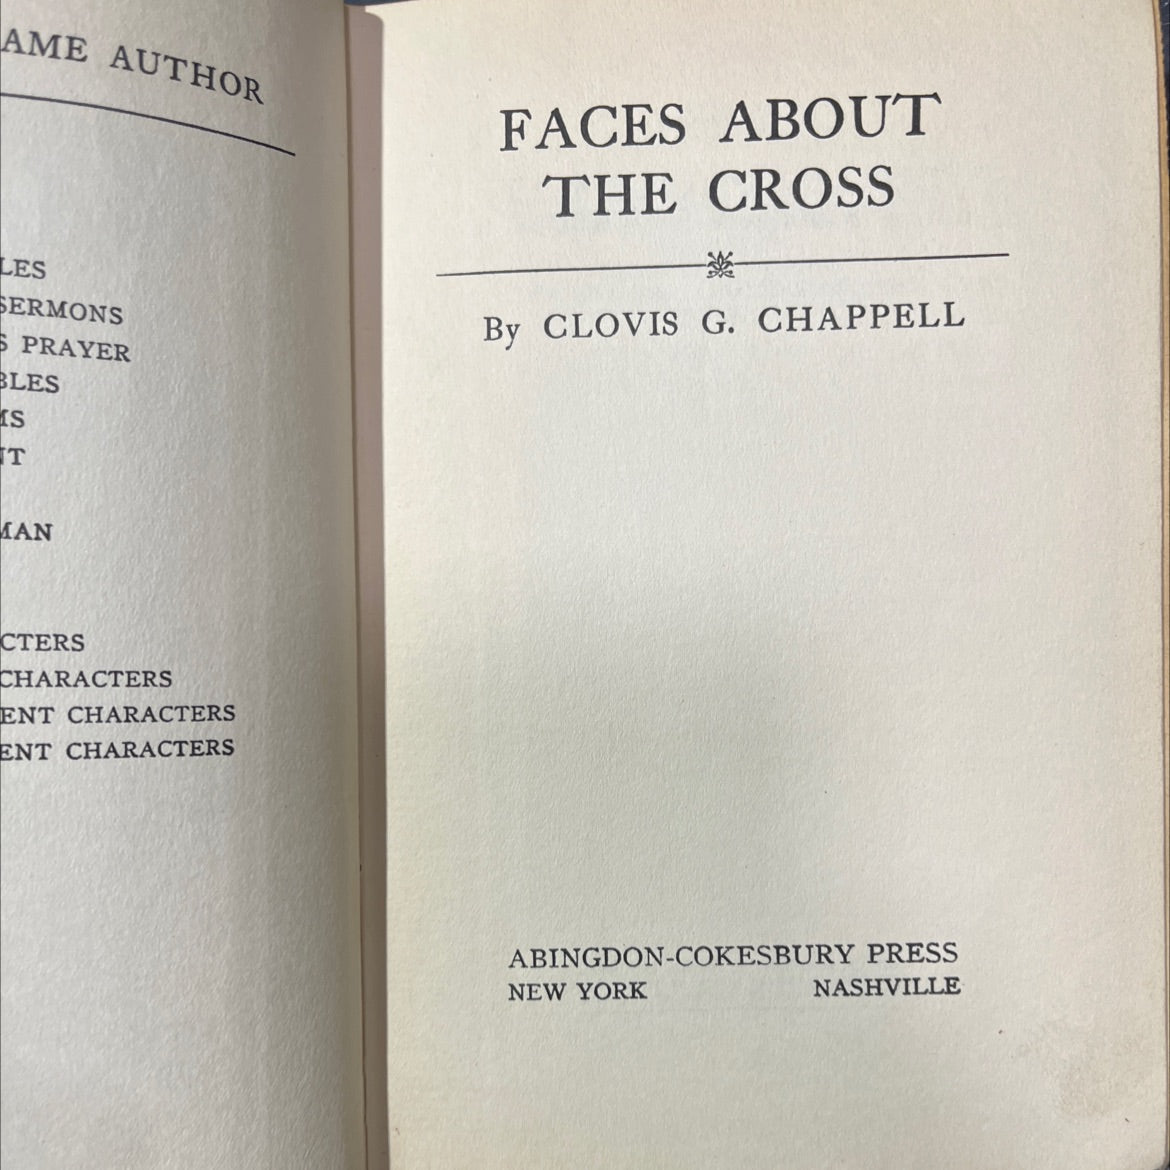 AME AUTHOR
LES
SERMONS
S PRAYER
BLES
MS
NT
MAN
CTERS
CHARACTERS
ENT CHARACTERS
ENT CHARACTERS
FACES ABOUT
THE CROSS
By CLOVIS G. CHAPPELL
ABINGDON-COKESBURY PRESS
NEW YORK NASHVILLE